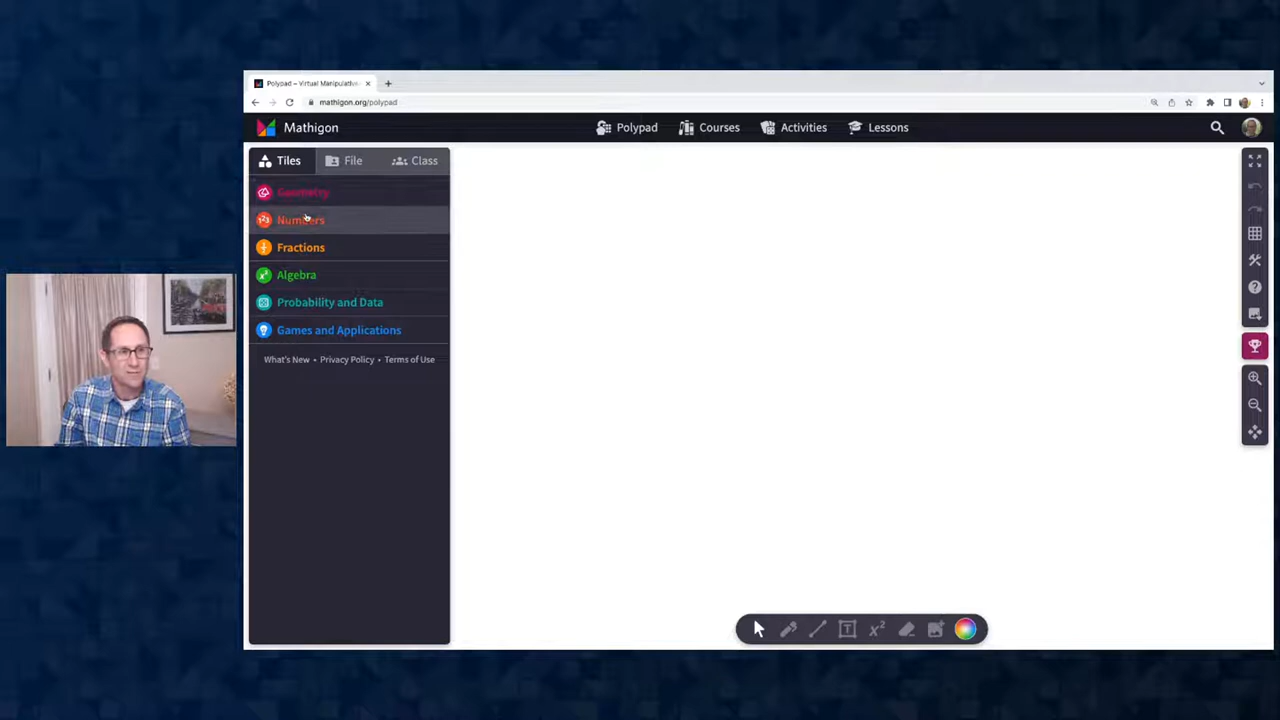 Polypad – Virtual Manipulative
mathigon.org/polypad
Mathigon
Polypad
Courses
Activities
Lessons
Tiles
File
Class
Geometry
Numbers
Fractions
Algebra
Probability and Data
Games and Applications
What's New • Privacy Policy • Terms of Use